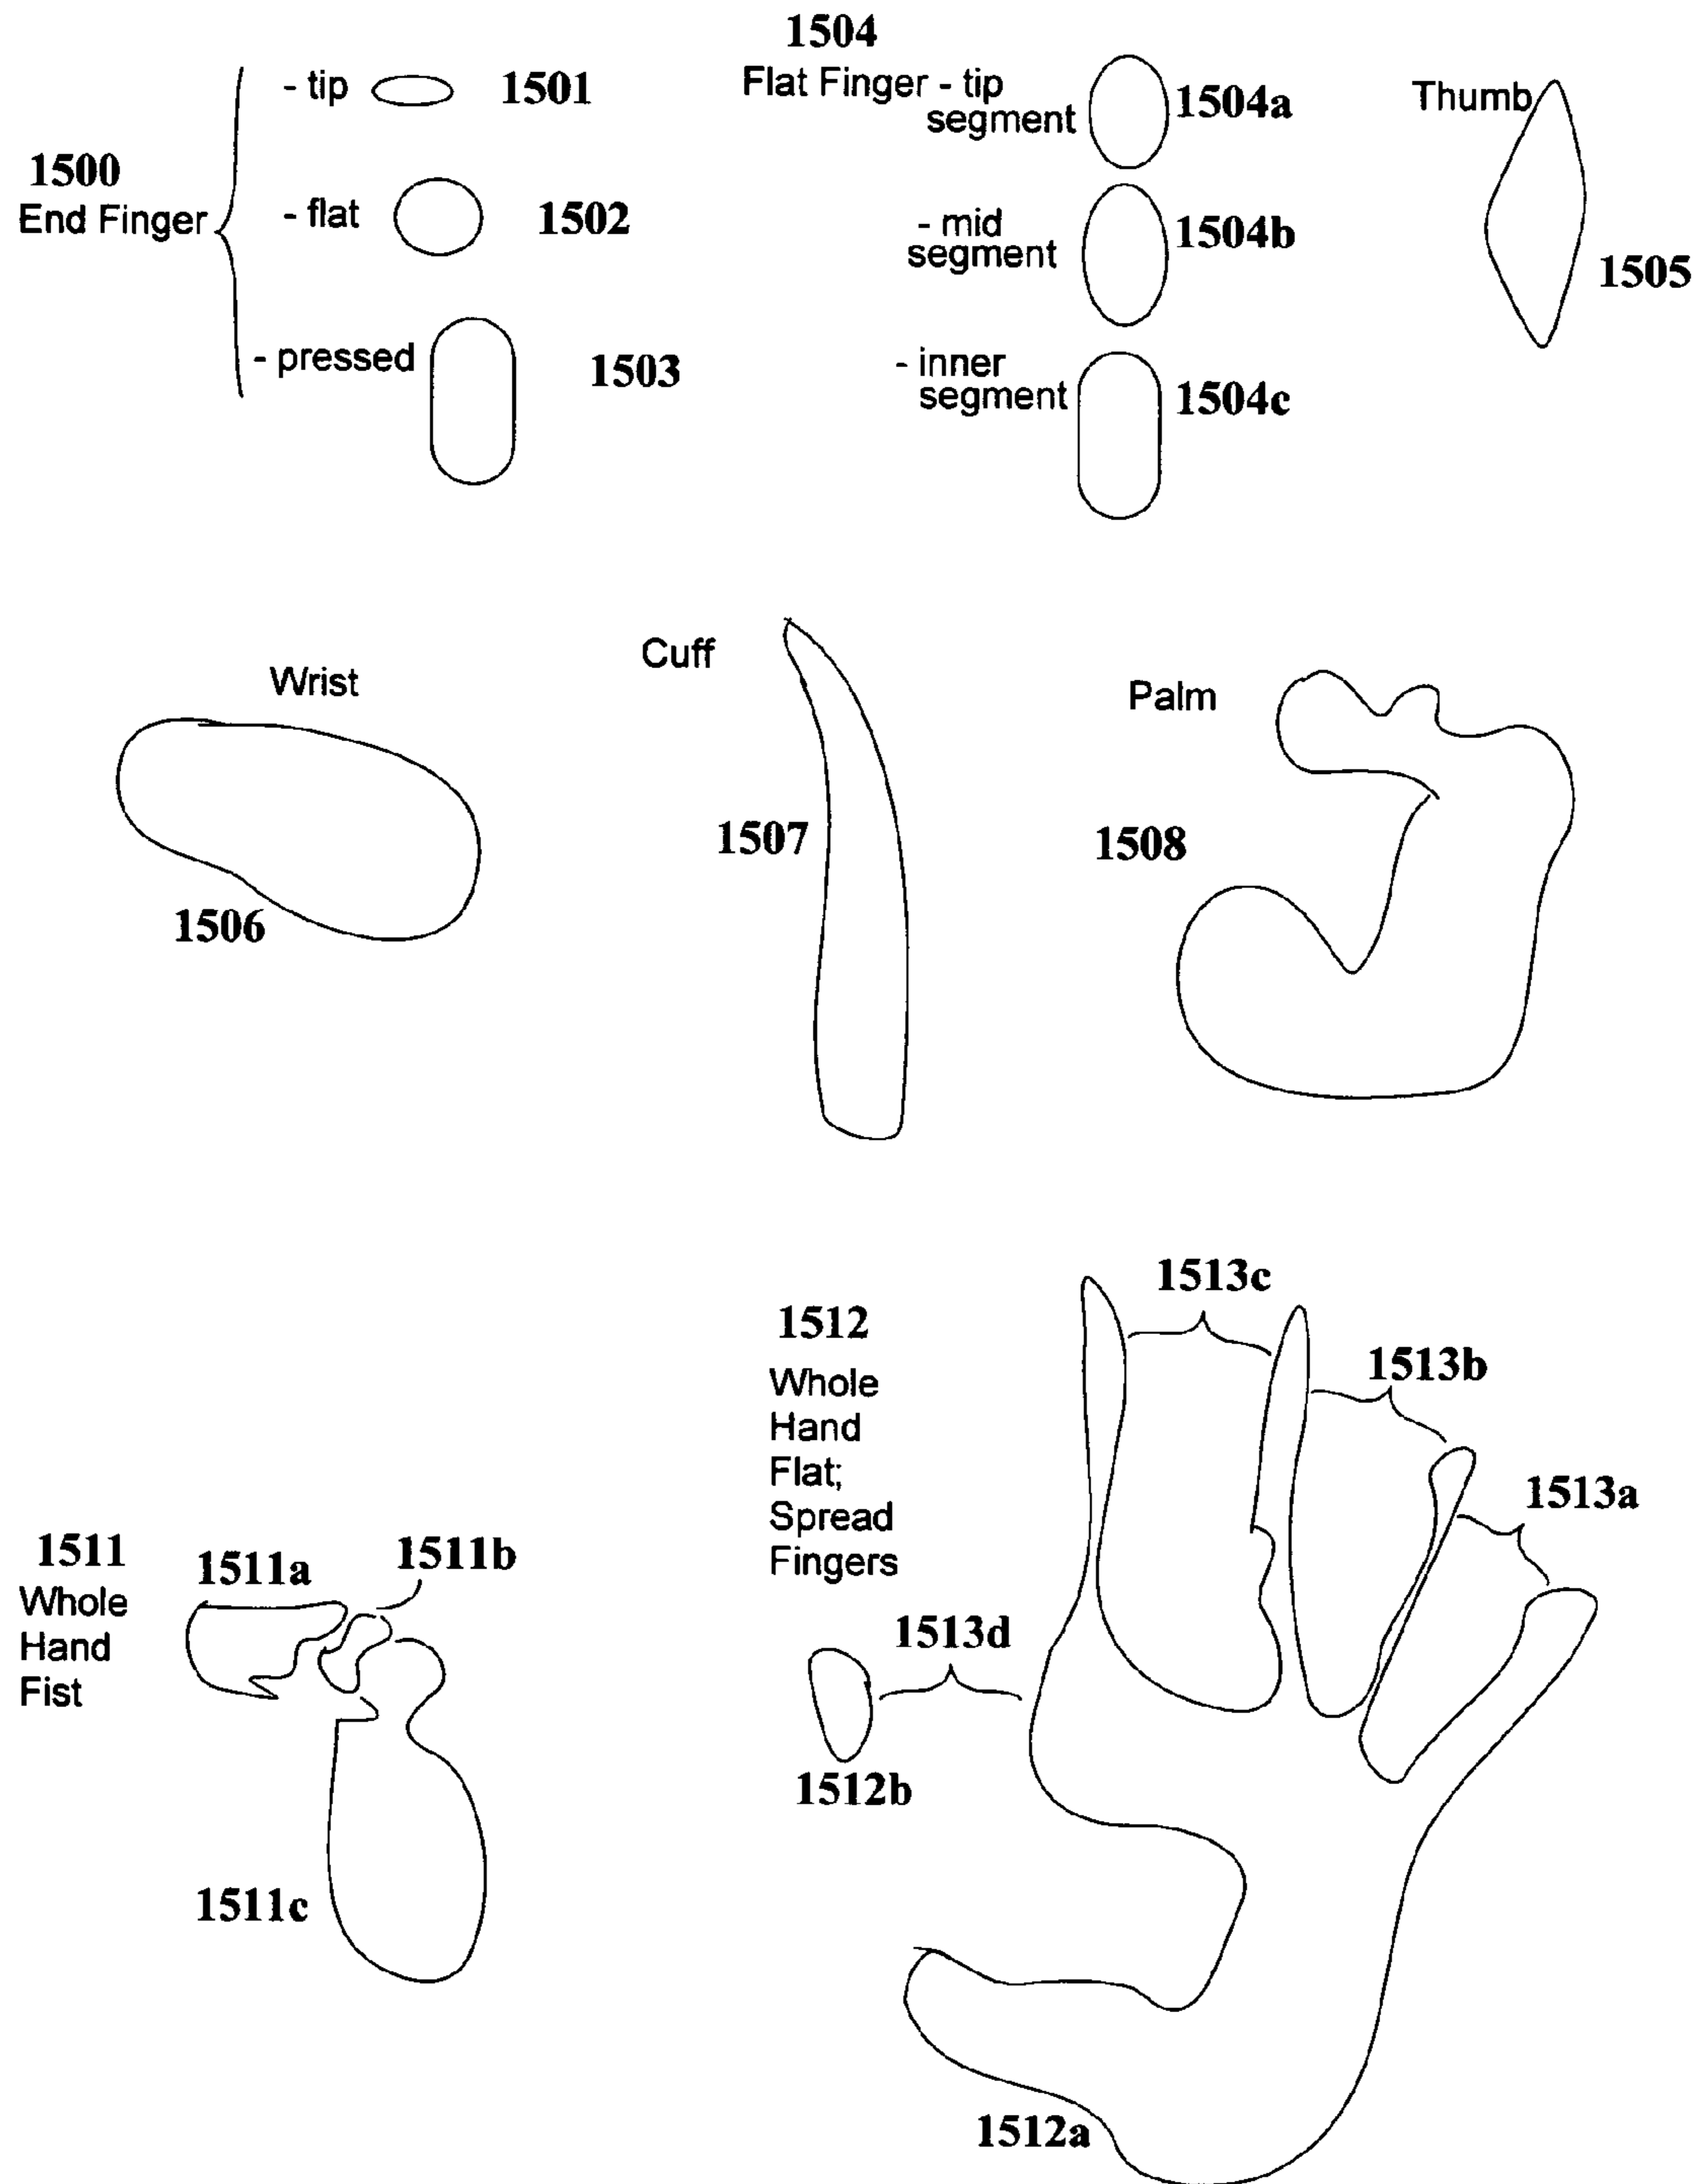 1500
End Finger
- tip 1501
- flat 1502
- pressed 1503
1504
Flat Finger - tip
segment 1504a
- mid
segment 1504b
- inner
segment 1504c
Thumb
1505
Wrist
1506
Cuff
1507
Palm
1508
1511
Whole
Hand
Fist
1511a
1511b
1511c
1512
Whole
Hand
Flat;
Spread
Fingers
1513c
1513b
1513a
1513d
1512b
1512a